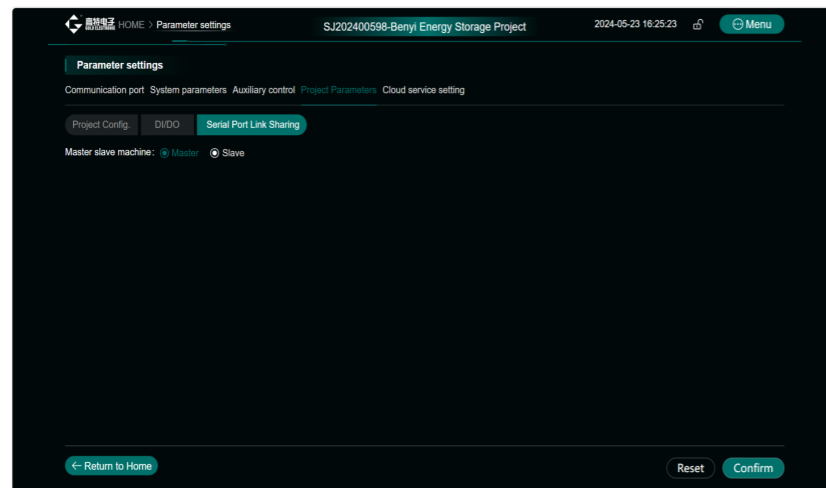 高特电子 HOME > Parameter settings
GOLD ELECTRONIC
SJ202400598-Benyi Energy Storage Project
2024-05-23 16:25:23
Menu
Parameter settings
Communication port System parameters Auxiliary control Project Parameters Cloud service setting
Project Config. DI/DO Serial Port Link Sharing
Master slave machine: Master Slave
← Return to Home
Reset Confirm